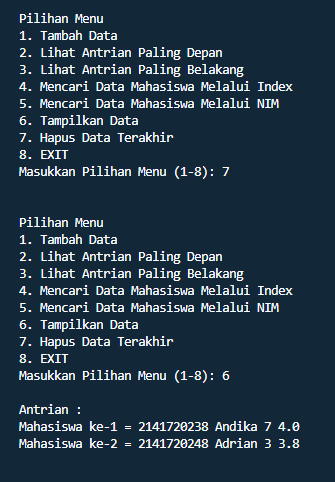 Pilihan Menu
1. Tambah Data
2. Lihat Antrian Paling Depan
3. Lihat Antrian Paling Belakang
4. Mencari Data Mahasiswa Melalui Index
5. Mencari Data Mahasiswa Melalui NIM
6. Tampilkan Data
7. Hapus Data Terakhir
8. EXIT
Masukkan Pilihan Menu (1-8): 7
Pilihan Menu
1. Tambah Data
2. Lihat Antrian Paling Depan
3. Lihat Antrian Paling Belakang
4. Mencari Data Mahasiswa Melalui Index
5. Mencari Data Mahasiswa Melalui NIM
6. Tampilkan Data
7. Hapus Data Terakhir
8. EXIT
Masukkan Pilihan Menu (1-8): 6
Antrian :
Mahasiswa ke-1 = 2141720238 Andika 7 4.0
Mahasiswa ke-2 = 2141720248 Adrian 3 3.8